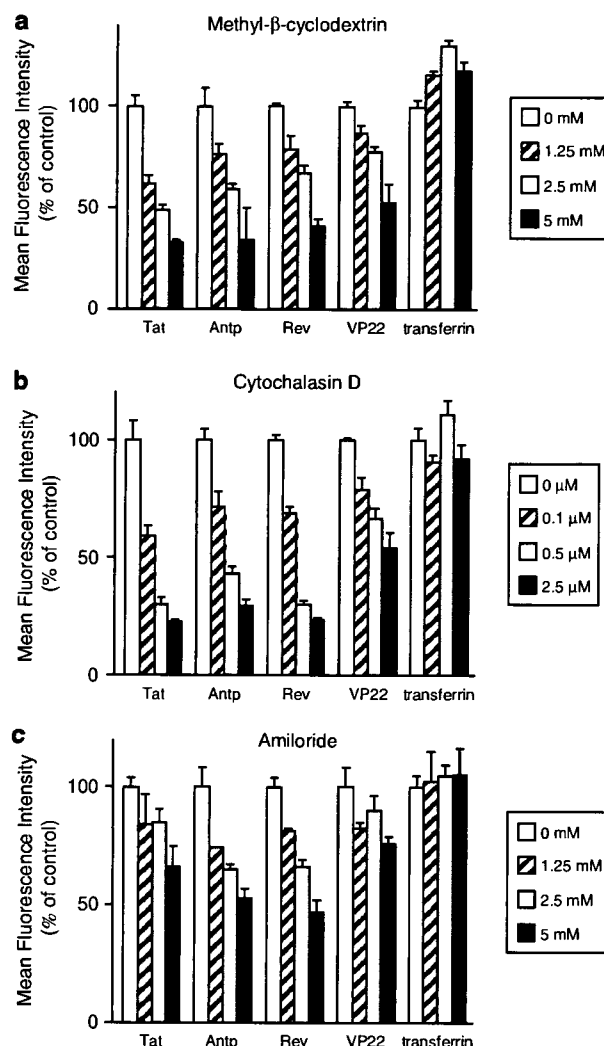 a
Methyl-β-cyclodextrin
Mean Fluorescence Intensity
(% of control)
100
50
0
Tat Antp Rev VP22 transferrin
0 mM
1.25 mM
2.5 mM
5 mM
b
Cytochalasin D
Mean Fluorescence Intensity
(% of control)
100
50
0
Tat Antp Rev VP22 transferrin
0 µM
0.1 µM
0.5 µM
2.5 µM
c
Amiloride
Mean Fluorescence Intensity
(% of control)
100
50
0
Tat Antp Rev VP22 transferrin
0 mM
1.25 mM
2.5 mM
5 mM